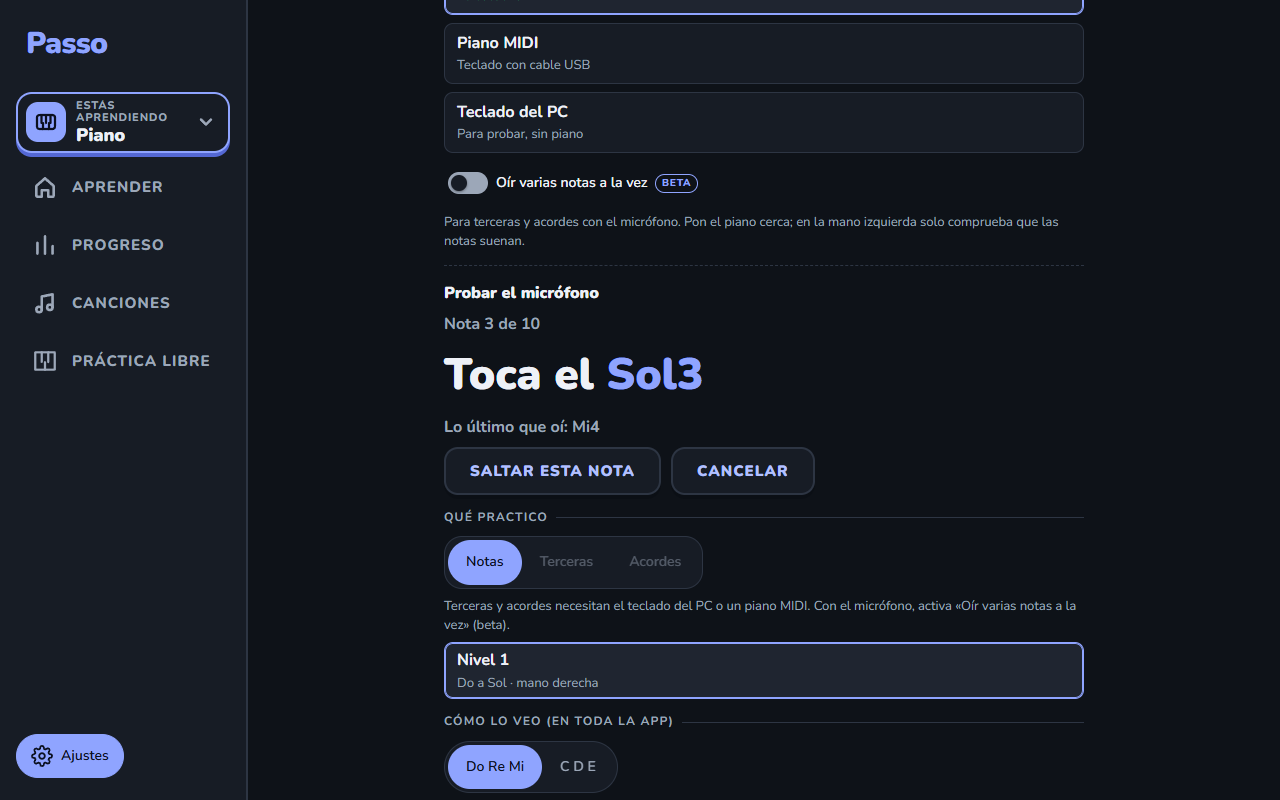 Passo
ESTÁS
APRENDIENDO
Piano
APRENDER
PROGRESO
CANCIONES
PRÁCTICA LIBRE
Ajustes
Piano MIDI
Teclado con cable USB
Teclado del PC
Para probar, sin piano
Oír varias notas a la vez BETA
Para terceras y acordes con el micrófono. Pon el piano cerca; en la mano izquierda solo comprueba que las
notas suenan.
Probar el micrófono
Nota 3 de 10
Toca el Sol3
Lo último que oí: Mi4
SALTAR ESTA NOTA CANCELAR
QUÉ PRACTICO
Notas Terceras Acordes
Terceras y acordes necesitan el teclado del PC o un piano MIDI. Con el micrófono, activa «Oír varias notas a la
vez» (beta).
Nivel 1
Do a Sol · mano derecha
CÓMO LO VEO (EN TODA LA APP)
Do Re Mi C D E